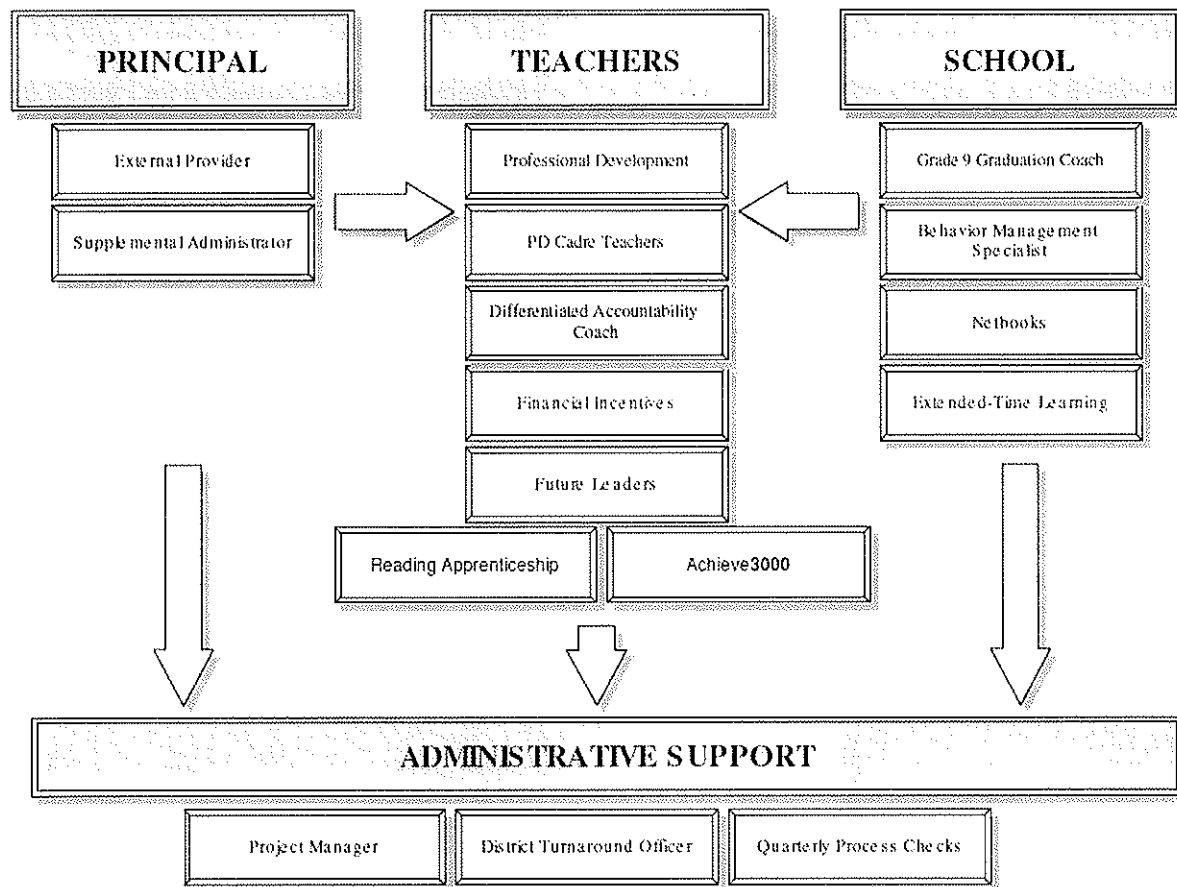 PRINCIPAL
External Provider
Supplemental Administrator
TEACHERS
Professional Development
PD Cadre Teachers
Differentiated Accountability
Coach
Financial Incentives
Future Leaders
Reading Apprenticeship
Achieve3000
SCHOOL
Grade 9 Graduation Coach
Behavior Management
Specialist
Netbooks
Extended-Time Learning
ADMINISTRATIVE SUPPORT
Project Manager
District Turnaround Officer
Quarterly Process Checks